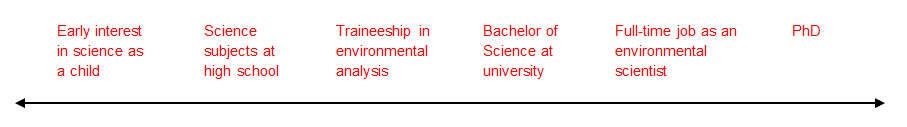 Early interest
in science as
a child
Science
subjects at
high school
Traineeship in
environmental
analysis
Bachelor of
Science at
university
Full-time job as an
environmental
scientist
PhD